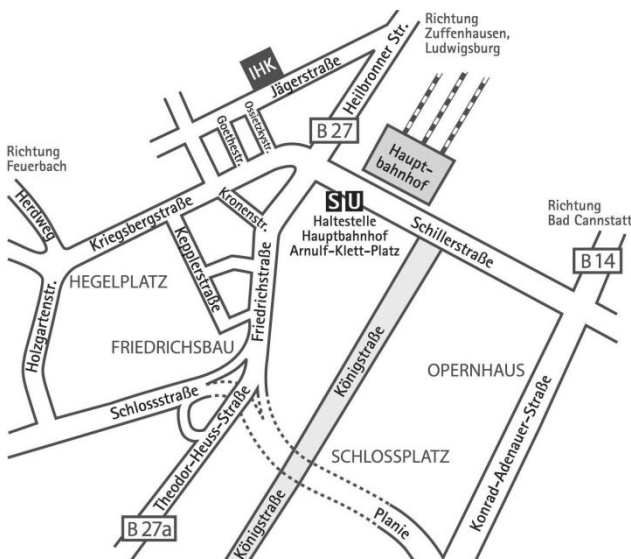 Richtung
Zuffenhausen,
Ludwigsburg
IHK
Jägerstraße
Heilbronner Str.
Ossietzkystr.
Goethestr.
B 27
Haupt-
bahnhof
Richtung
Feuerbach
Herdweg
Kriegsbergstraße
Kronenstr.
S U
Haltestelle
Hauptbahnhof
Arnulf-Klett-Platz
Schillerstraße
Richtung
Bad Cannstatt
B 14
Kepplerstraße
Friedrichstraße
HEGELPLATZ
Holzgartenstr.
FRIEDRICHSBAU
Königstraße
OPERNHAUS
Schlossstraße
Theodor-Heuss-Straße
SCHLOSSPLATZ
Konrad-Adenauer-Straße
Planie
B 27a
Königstraße